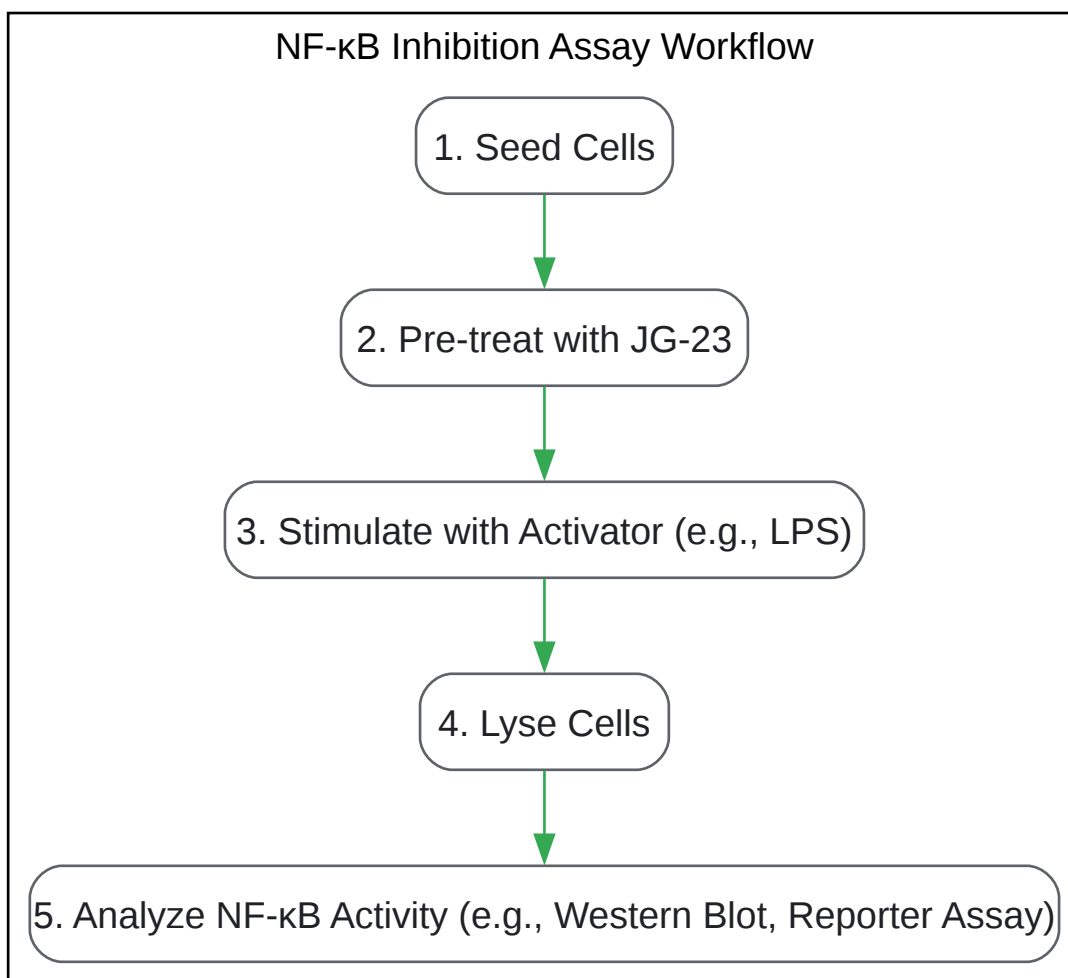 NF-κB Inhibition Assay Workflow
1. Seed Cells
2. Pre-treat with JG-23
3. Stimulate with Activator (e.g., LPS)
4. Lyse Cells
5. Analyze NF-κB Activity (e.g., Western Blot, Reporter Assay)